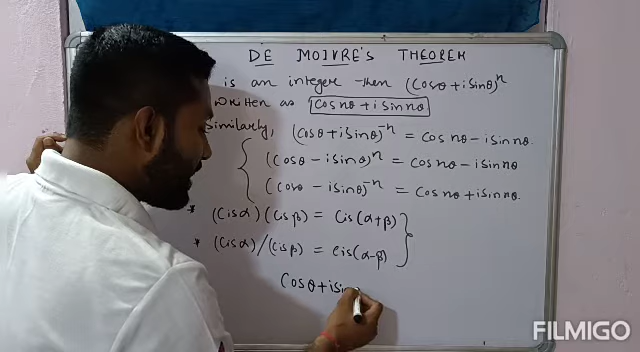 DE MOIVRE'S THEOREM
is an integer then (Cosθ + iSinθ)^n
written as Cos nθ + i Sin nθ
Similarly, (Cosθ + iSinθ)^-n = Cos nθ - i Sin nθ.
(Cosθ - iSinθ)^n = Cos nθ - i Sin nθ
(Cosθ - iSinθ)^-n = Cos nθ + i Sin nθ.
* (Cisα)(Cisβ) = Cis(α+β)
* (Cisα)/(Cisβ) = Cis(α-β)
Cosθ + iSin
FILMIGO